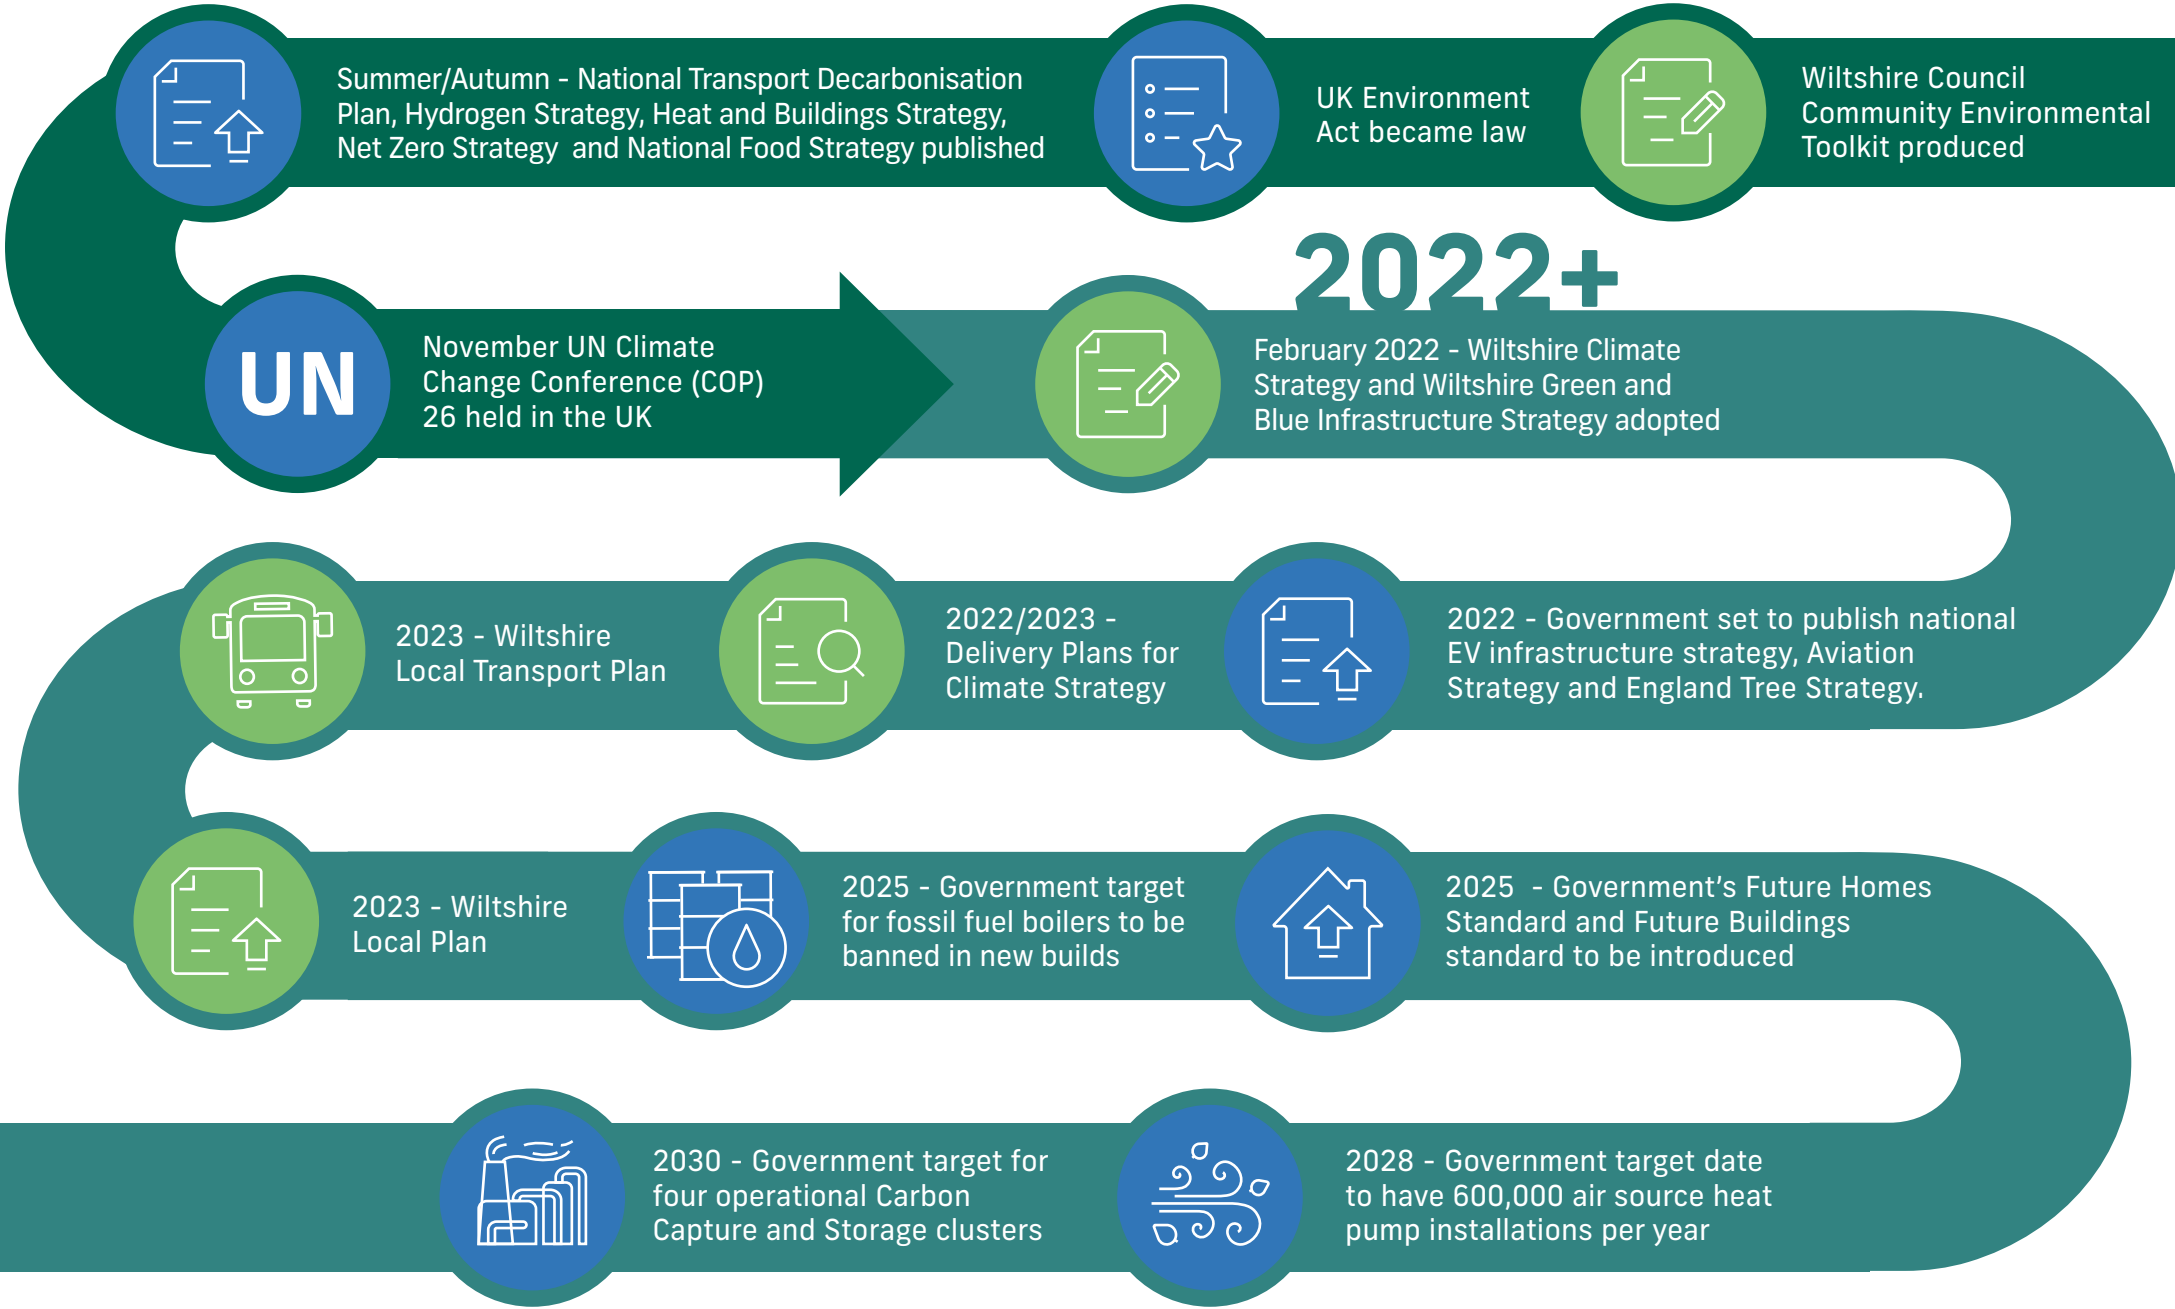 Summer/Autumn - National Transport Decarbonisation
Plan, Hydrogen Strategy, Heat and Buildings Strategy,
Net Zero Strategy and National Food Strategy published
UK Environment
Act became law
Wiltshire Council
Community Environmental
Toolkit produced
2022+
UN
November UN Climate
Change Conference (COP)
26 held in the UK
February 2022 - Wiltshire Climate
Strategy and Wiltshire Green and
Blue Infrastructure Strategy adopted
2023 - Wiltshire
Local Transport Plan
2022/2023 -
Delivery Plans for
Climate Strategy
2022 - Government set to publish national
EV infrastructure strategy, Aviation
Strategy and England Tree Strategy.
2023 - Wiltshire
Local Plan
2025 - Government target
for fossil fuel boilers to be
banned in new builds
2025 - Government's Future Homes
Standard and Future Buildings
standard to be introduced
2030 - Government target for
four operational Carbon
Capture and Storage clusters
2028 - Government target date
to have 600,000 air source heat
pump installations per year